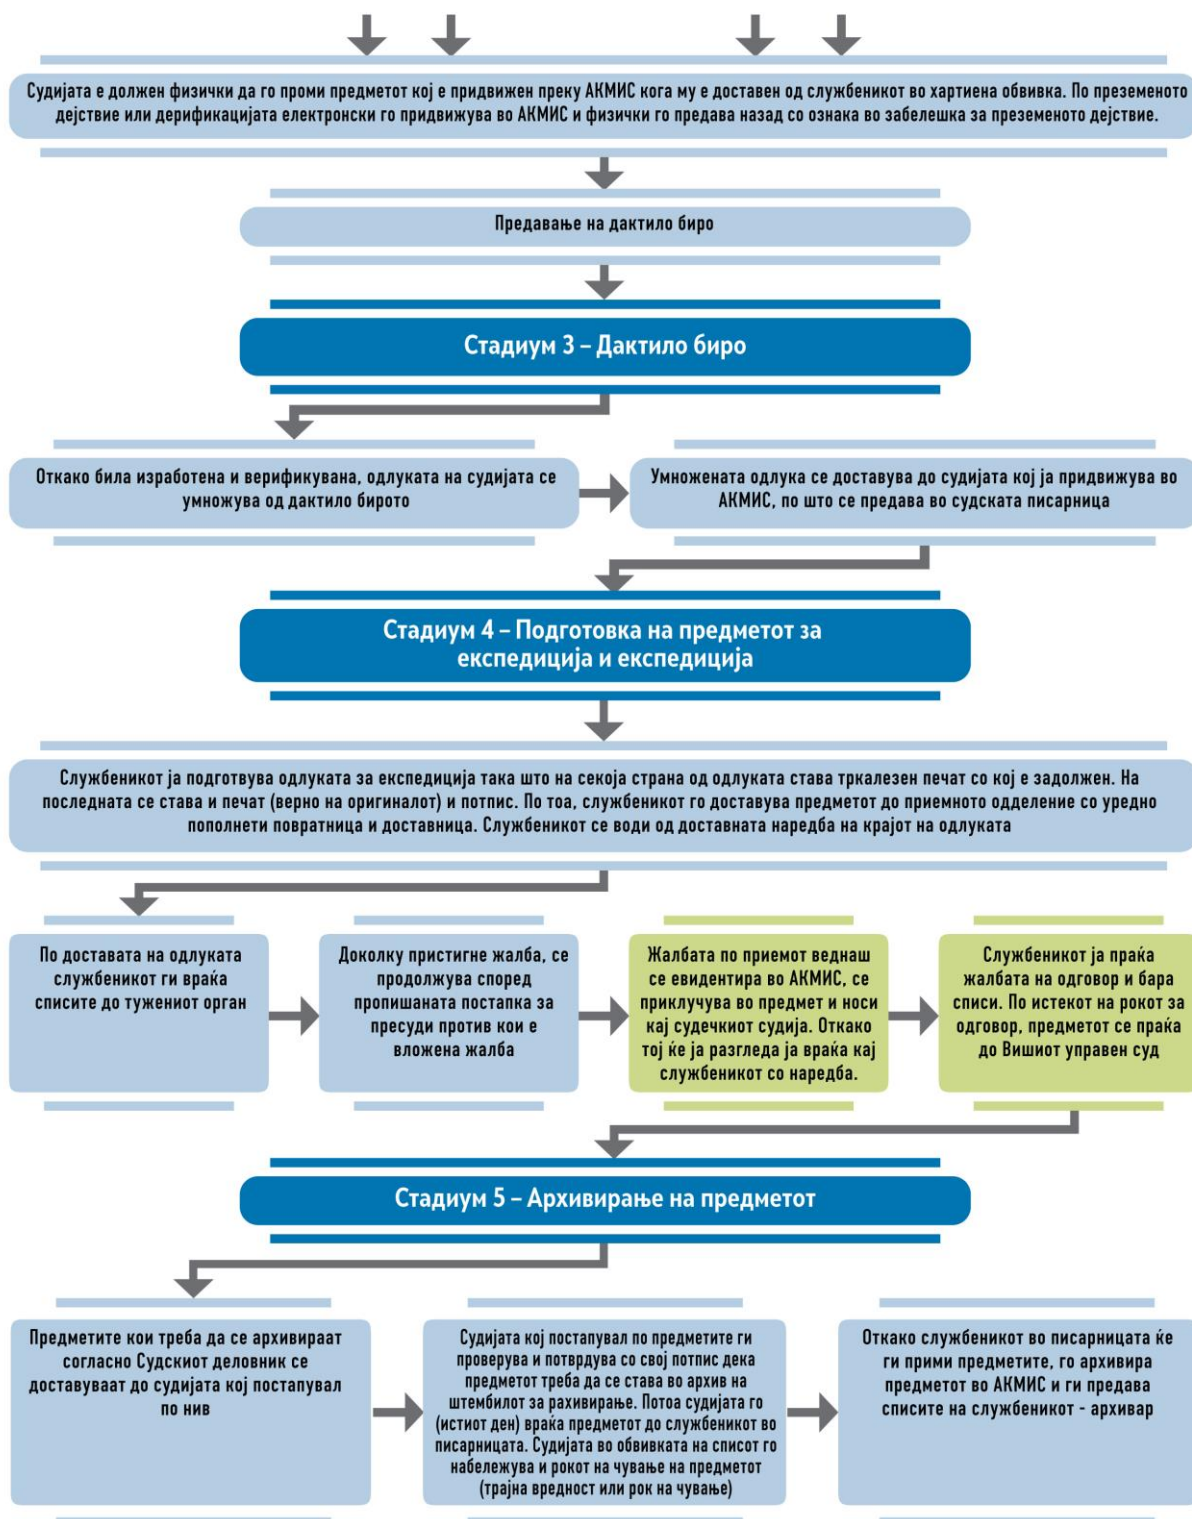 Судијата е должен физички да го проми предметот кој е придвижен преку АКМИС кога му е доставен од службеникот во хартиена обвивка. По преземеното
дејствие или дерификацијата електронски го придвижува во АКМИС и физички го предава назад со ознака во забелешка за преземеното дејствие.
Предавање на дактило биро
Стадиум 3 – Дактило биро
Откако била изработена и верификувана, одлуката на судијата се
умножува од дактило бирото
Умножената одлука се доставува до судијата кој ја придвижува во
АКМИС, по што се предава во судската писарница
Стадиум 4 – Подготовка на предметот за
експедиција и експедиција
Службеникот ја подготвува одлуката за експедиција така што на секоја страна од одлуката става тркалезен печат со кој е задолжен. На
последната се става и печат (верно на оригиналот) и потпис. По тоа, службеникот го доставува предметот до приемното одделение со уредно
пополнети повратница и доставница. Службеникот се води од доставната наредба на крајот на одлуката
По доставата на одлуката
службеникот ги враќа
списите до тужениот орган
Доколку пристигне жалба, се
продолжува според
пропишаната постапка за
пресуди против кои е
вложена жалба
Жалбата по приемот веднаш
се евидентира во АКМИС, се
приклучува во предмет и носи
кај судечкиот судија. Откако
тој ќе ја разгледа ја враќа кај
службеникот со наредба.
Службеникот ја праќа
жалбата на одговор и бара
списи. По истекот на рокот за
одговор, предметот се праќа
до Вишиот управен суд
Стадиум 5 – Архивирање на предметот
Предметите кои треба да се архивираат
согласно Судскиот деловник се
доставуваат до судијата кој постапувал
по нив
Судијата кој постапувал по предметите ги
проверува и потврдува со свој потпис дека
предметот треба да се става во архив на
штембилот за рахивирање. Потоа судијата го
(истиот ден) враќа предметот до службеникот во
писарницата. Судијата во обвивката на списот го
набележува и рокот на чување на предметот
(трајна вредност или рок на чување)
Откако службеникот во писарницата ќе
ги прими предметите, го архивира
предметот во АКМИС и ги предава
списите на службеникот - архивар